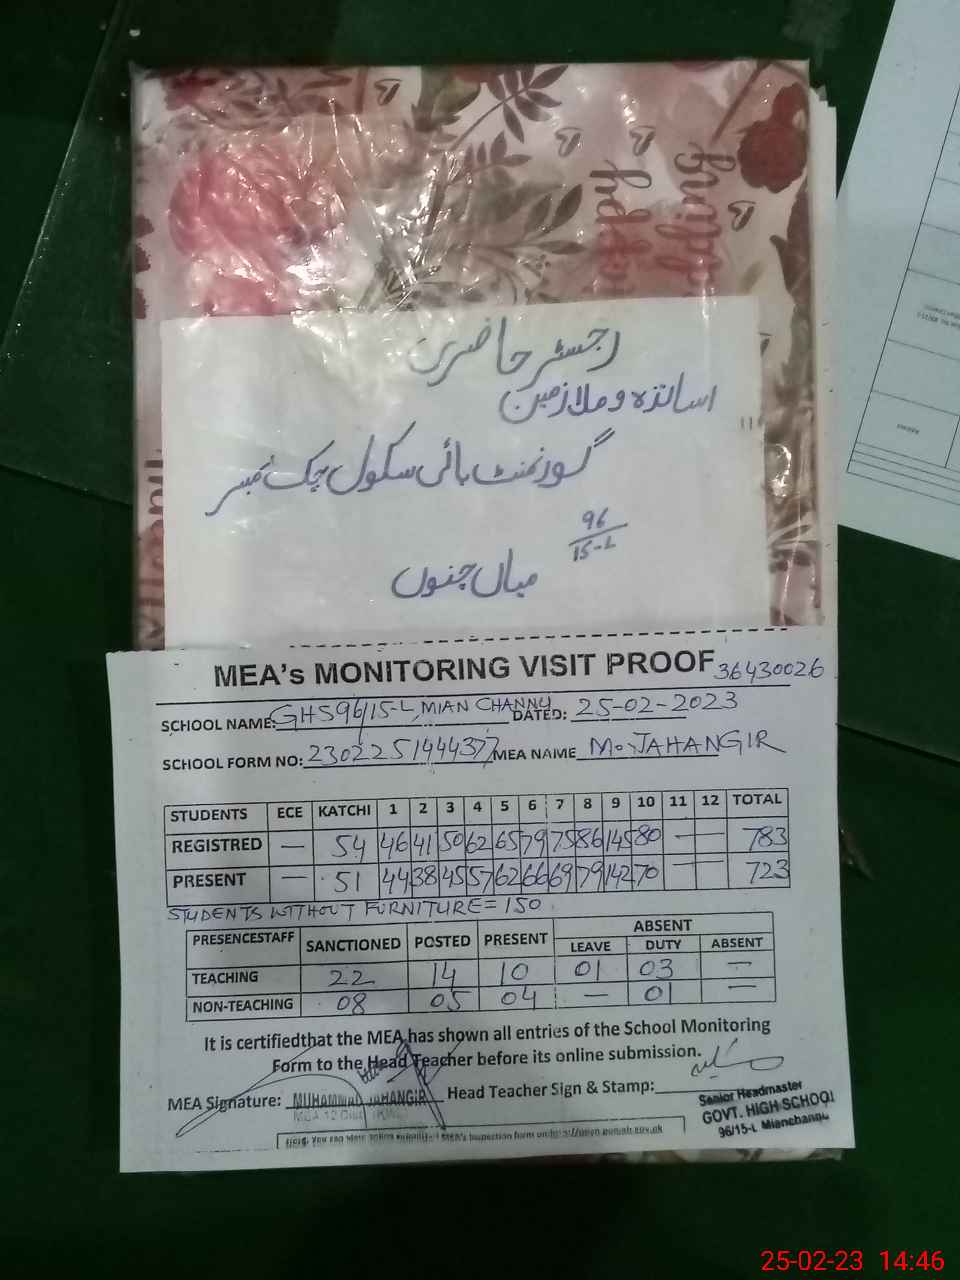 رجسٹر حاضری
اساتذہ و ملازمین
گورنمنٹ ہائی سکول چک نمبر
96/15-L
میاں چنوں
MEA's MONITORING VISIT PROOF 36430026
SCHOOL NAME: GHS 96/15-L, MIAN CHANNU DATED: 25-02-2023
SCHOOL FORM NO: 2302251444377 MEA NAME M. JAHANGIR
STUDENTS ECE KATCHI 1 2 3 4 5 6 7 8 9 10 11 12 TOTAL
REGISTRED — 54 46 41 50 62 65 79 75 86 145 80 — — 783
PRESENT — 51 44 38 45 57 62 66 69 79 142 70 — — 723
STUDENTS WITHOUT FURNITURE = 150
PRESENCESTAFF SANCTIONED POSTED PRESENT ABSENT
LEAVE DUTY ABSENT
TEACHING 22 14 10 01 03 —
NON-TEACHING 08 05 04 — 01 —
It is certifiedthat the MEA has shown all entries of the School Monitoring
Form to the Head Teacher before its online submission.
MEA Signature: MUHAMMAD JAHANGIR Head Teacher Sign & Stamp:
Senior Headmaster
GOVT. HIGH SCHOOL
96/15-L Mianchannu
25-02-23 14:46